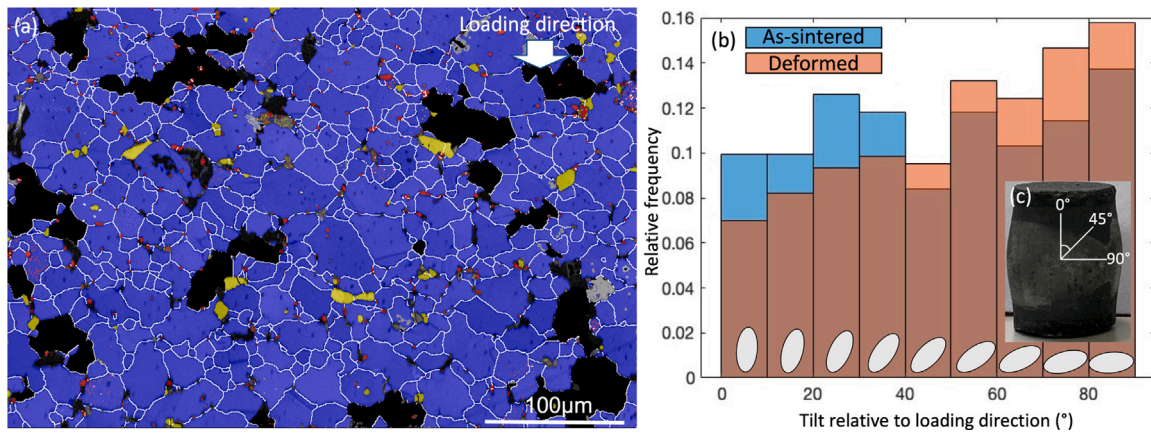 (a)
Loading direction
100µm
(b)
As-sintered
Deformed
Relative frequency
0.16
0.14
0.12
0.1
0.08
0.06
0.04
0.02
0
(c)
0°
45°
90°
0 20 40 60 80
Tilt relative to loading direction (°)